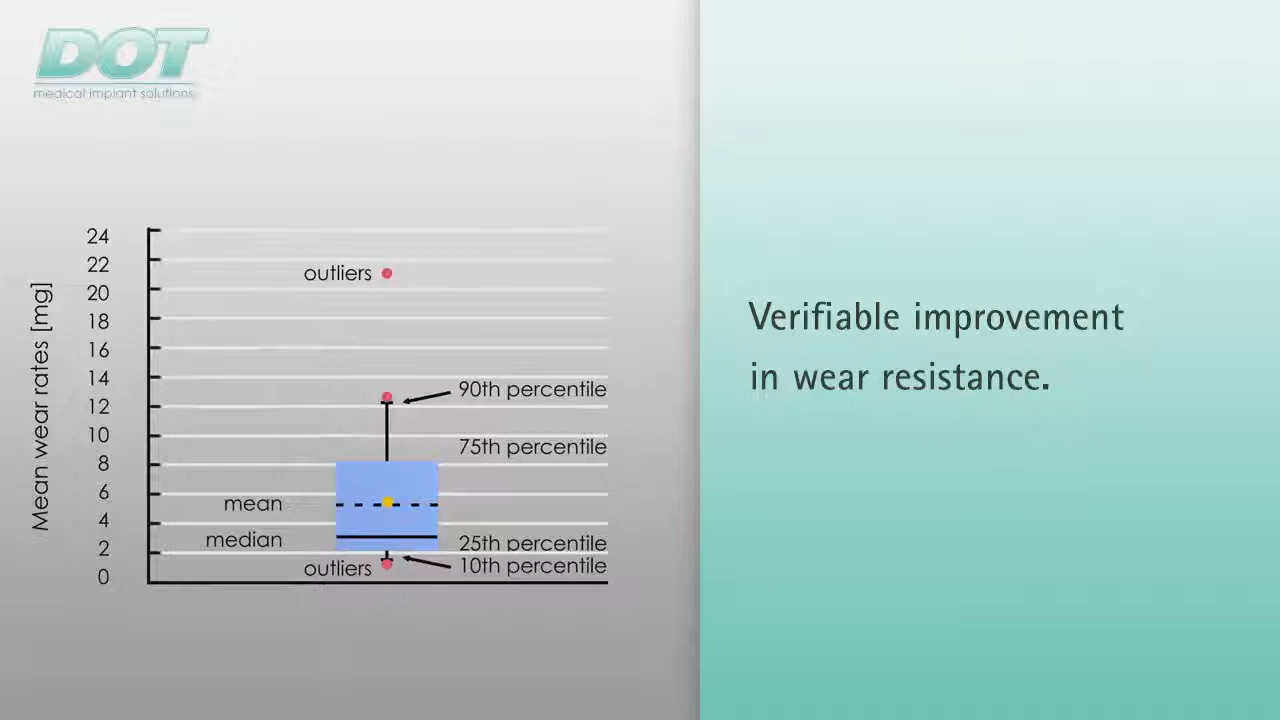 DOT
medical implant solutions
Mean wear rates [mg]
24
22
20
18
16
14
12
10
8
6
4
2
0
outliers
90th percentile
75th percentile
mean
median
25th percentile
10th percentile
outliers
Verifiable improvement
in wear resistance.